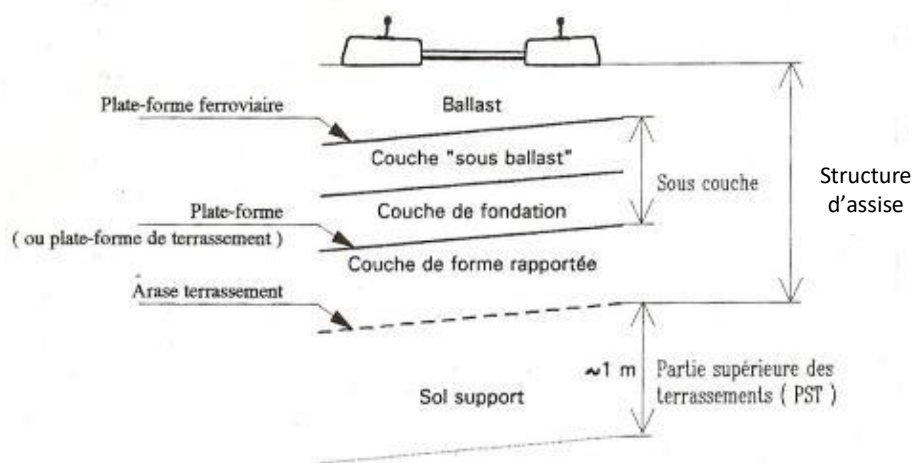 Plate-forme ferroviaire
Ballast
Couche "sous ballast"
Sous couche
Structure
d'assise
Plate-forme
( ou plate-forme de terrassement )
Couche de fondation
Couche de forme rapportée
Arase terrassement
~1 m
Partie supérieure des
terrassements ( PST )
Sol support